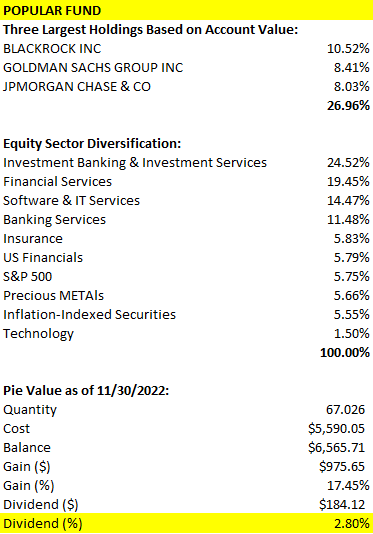 POPULAR FUND
Three Largest Holdings Based on Account Value:
BLACKROCK INC 10.52%
GOLDMAN SACHS GROUP INC 8.41%
JPMORGAN CHASE & CO 8.03%
26.96%
Equity Sector Diversification:
Investment Banking & Investment Services 24.52%
Financial Services 19.45%
Software & IT Services 14.47%
Banking Services 11.48%
Insurance 5.83%
US Financials 5.79%
S&P 500 5.75%
Precious METAls 5.66%
Inflation-Indexed Securities 5.55%
Technology 1.50%
100.00%
Pie Value as of 11/30/2022:
Quantity 67.026
Cost $5,590.05
Balance $6,565.71
Gain ($) $975.65
Gain (%) 17.45%
Dividend ($) $184.12
Dividend (%) 2.80%